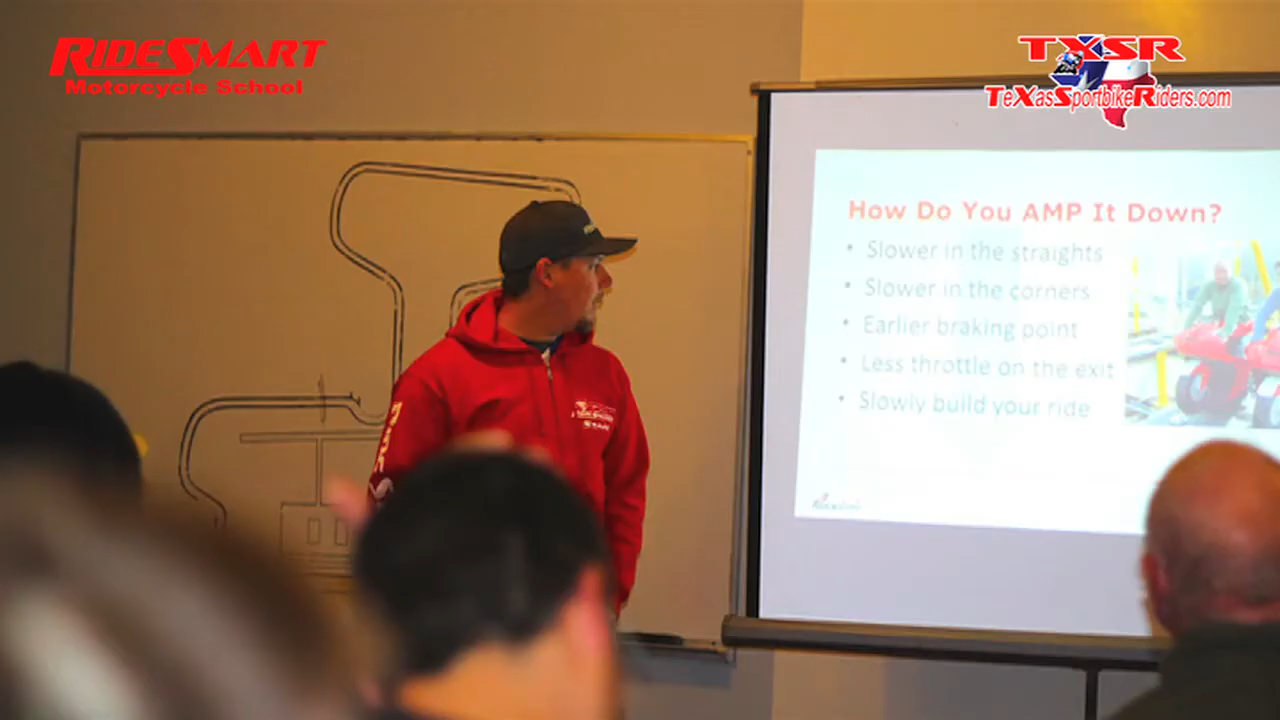 RIDESMART
Motorcycle School
TXSR
TeXasSportbikeRiders.com
How Do You AMP It Down?
• Slower in the straights
• Slower in the corners
• Earlier braking point
• Less throttle on the exit
• Slowly build your ride